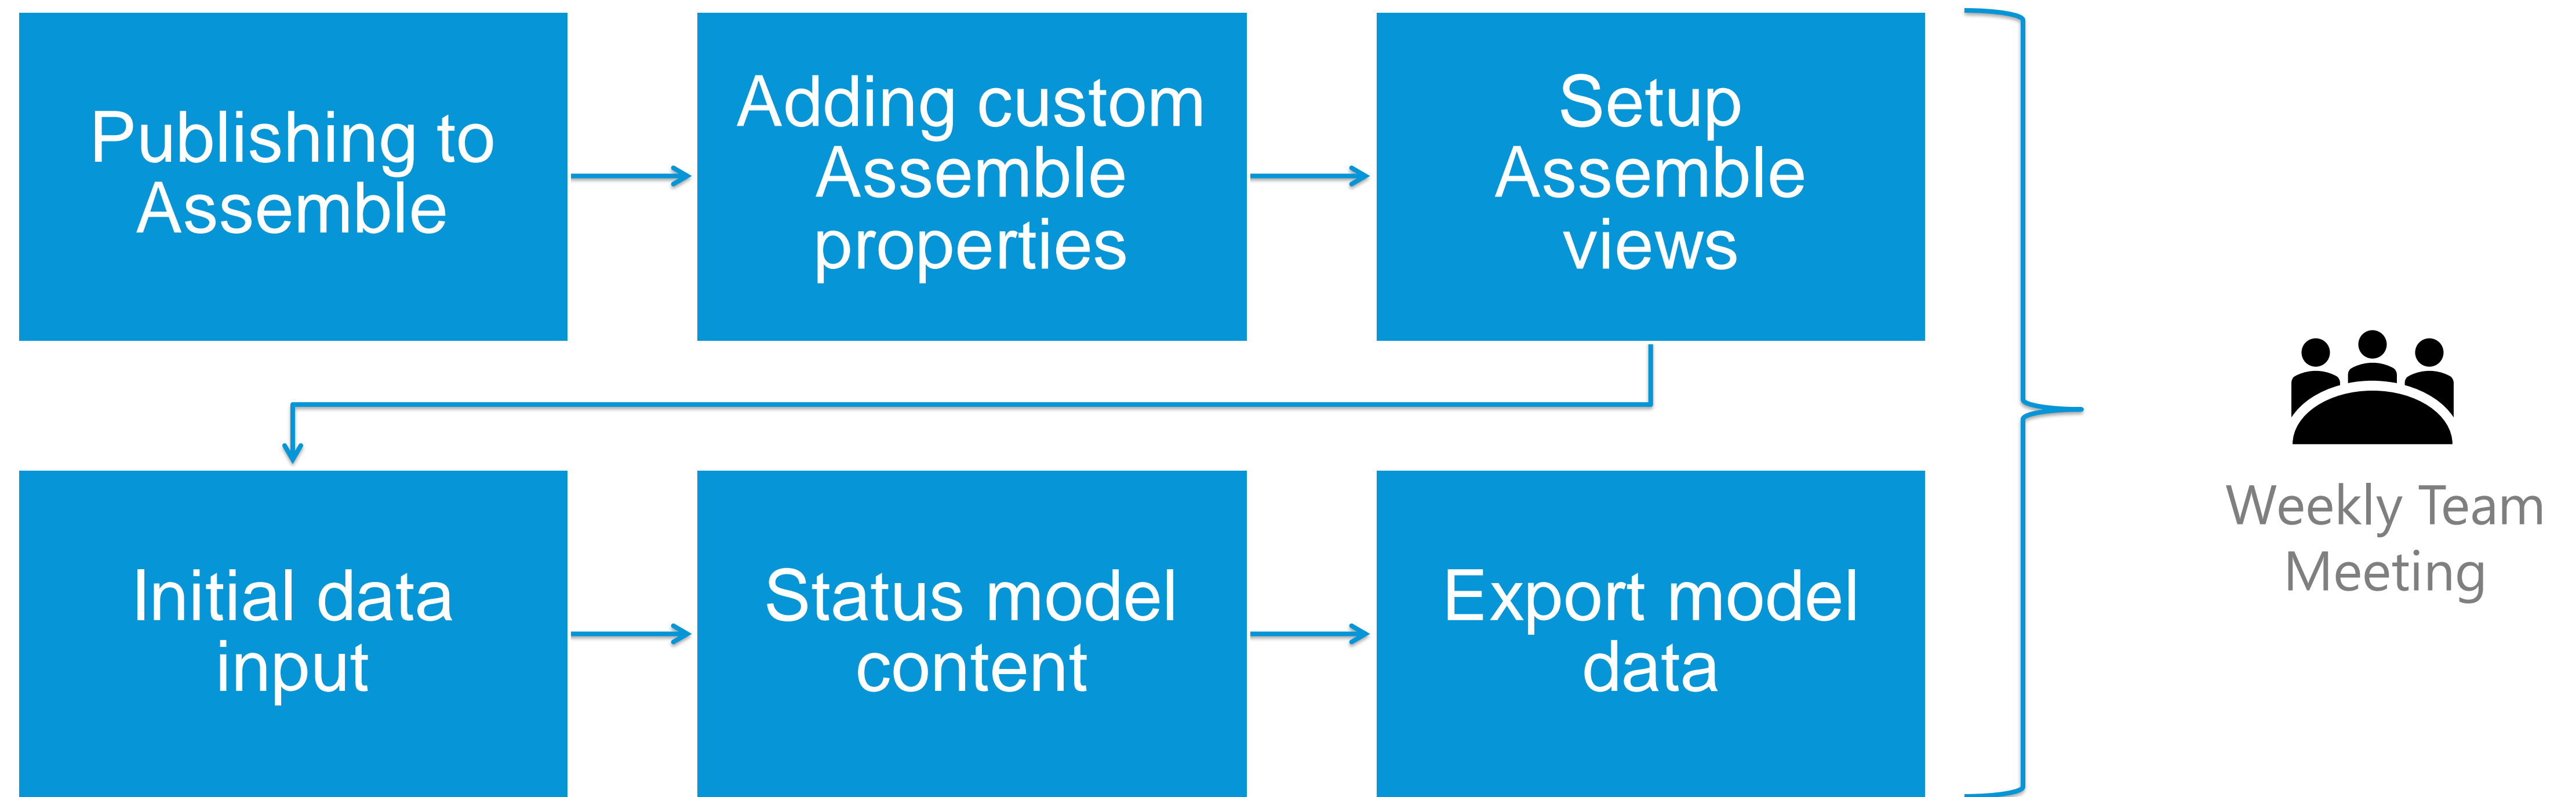 Publishing to
Assemble
Adding custom
Assemble
properties
Setup
Assemble
views
Initial data
input
Status model
content
Export model
data
Weekly Team
Meeting